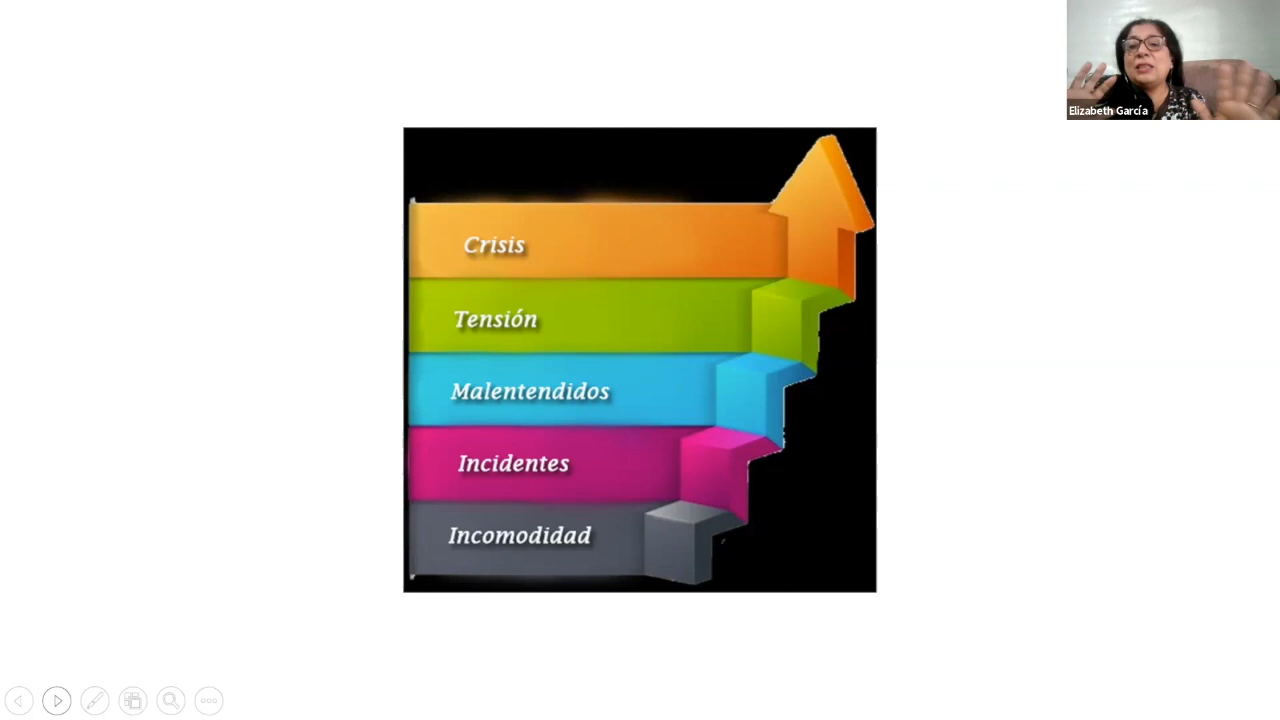 Elizabeth García
Crisis
Tensión
Malentendidos
Incidentes
Incomodidad